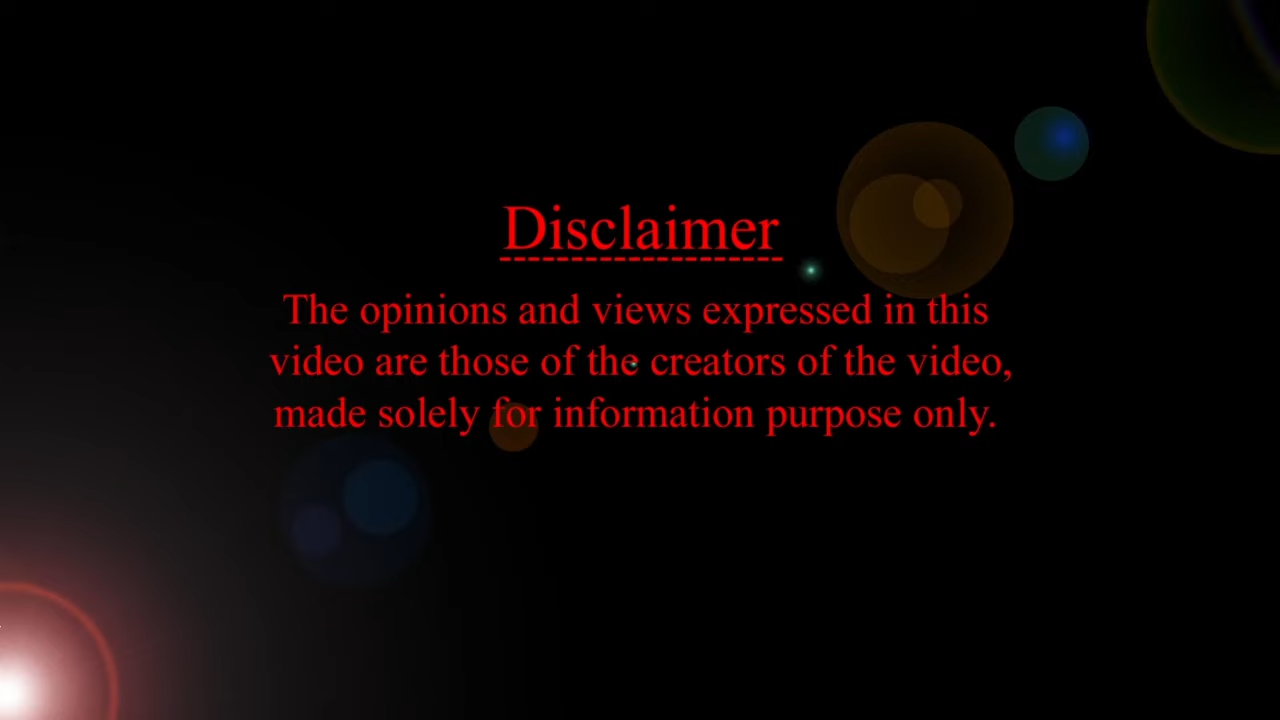 Disclaimer
The opinions and views expressed in this
video are those of the creators of the video,
made solely for information purpose only.